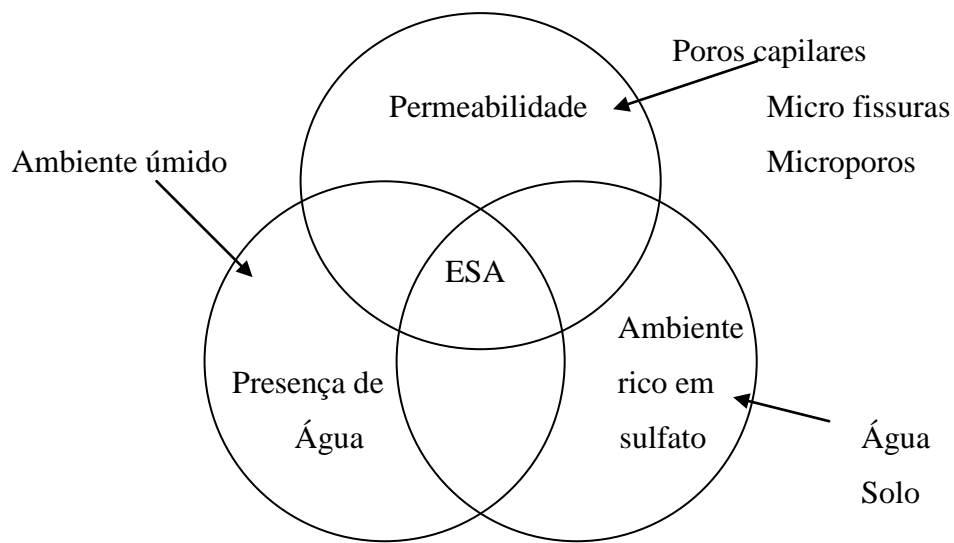 Poros capilares
Permeabilidade
Micro fissuras
Ambiente úmido
Microporos
ESA
Ambiente
rico em
sulfato
Presença de
Água
Água
Solo